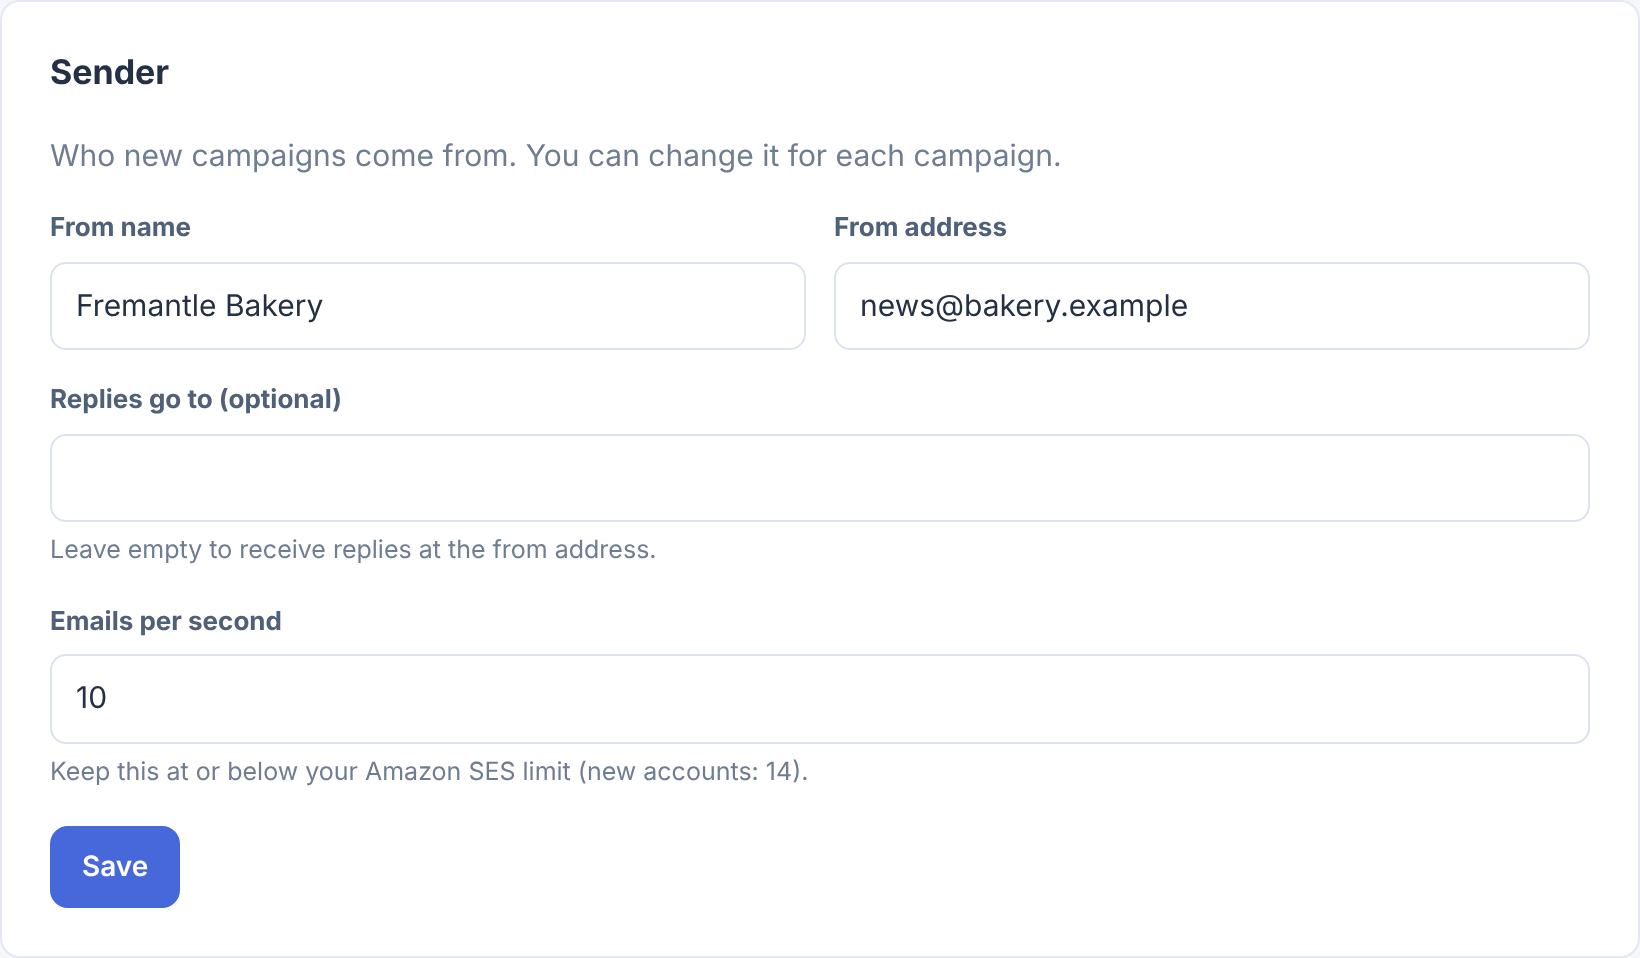 Sender
Who new campaigns come from. You can change it for each campaign.
From name
From address
Fremantle Bakery
news@bakery.example
Replies go to (optional)
Leave empty to receive replies at the from address.
Emails per second
10
Keep this at or below your Amazon SES limit (new accounts: 14).
Save